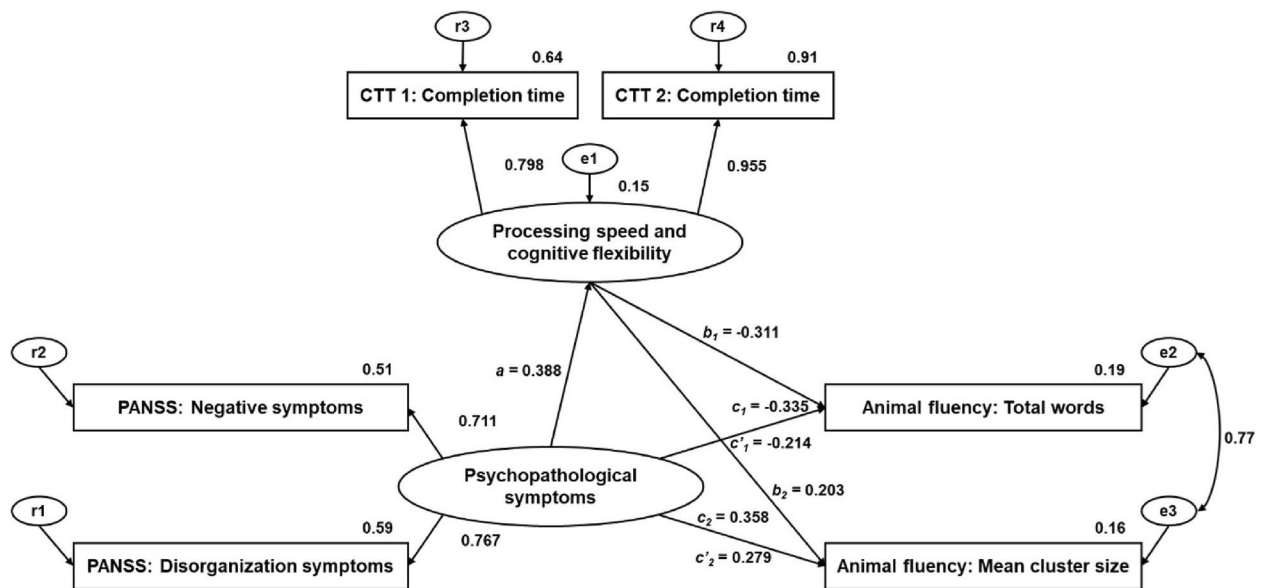 r3
r4
0.64
0.91
CTT 1: Completion time
CTT 2: Completion time
0.798
e1
0.955
0.15
Processing speed and
cognitive flexibility
b₁ = -0.311
r2
e2
0.51
a = 0.388
0.19
PANSS: Negative symptoms
Animal fluency: Total words
c₁ = -0.335
0.711
c'₁ = -0.214
0.77
Psychopathological
symptoms
b₂ = 0.203
r1
e3
0.59
c₂ = 0.358
0.16
0.767
c'₂ = 0.279
PANSS: Disorganization symptoms
Animal fluency: Mean cluster size